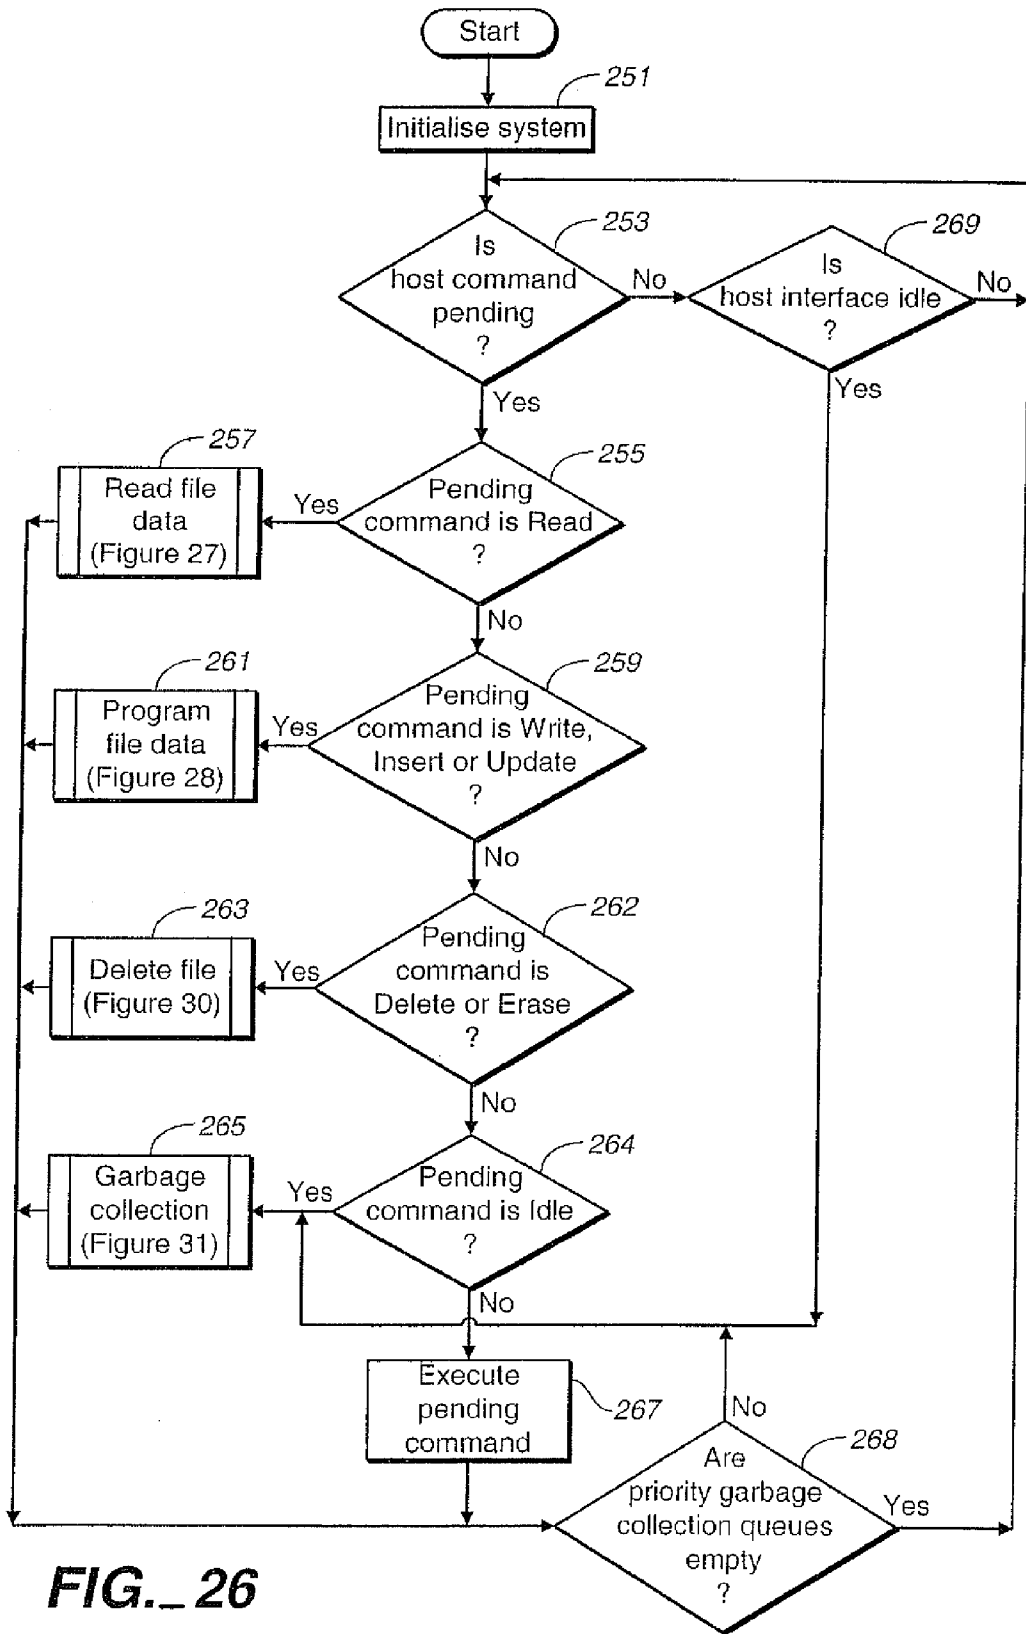 Start
251
Initialise system
253
Is
host command
pending
?
No
269
Is
host interface idle
?
No
Yes
Yes
257
Read file
data
(Figure 27)
Yes
255
Pending
command is Read
?
No
261
Program
file data
(Figure 28)
Yes
259
Pending
command is Write,
Insert or Update
?
No
263
Delete file
(Figure 30)
Yes
262
Pending
command is
Delete or Erase
?
No
265
Garbage
collection
(Figure 31)
Yes
264
Pending
command is Idle
?
No
Execute
pending
command
267
No
268
Are
priority garbage
collection queues
empty
?
Yes
FIG._ 26